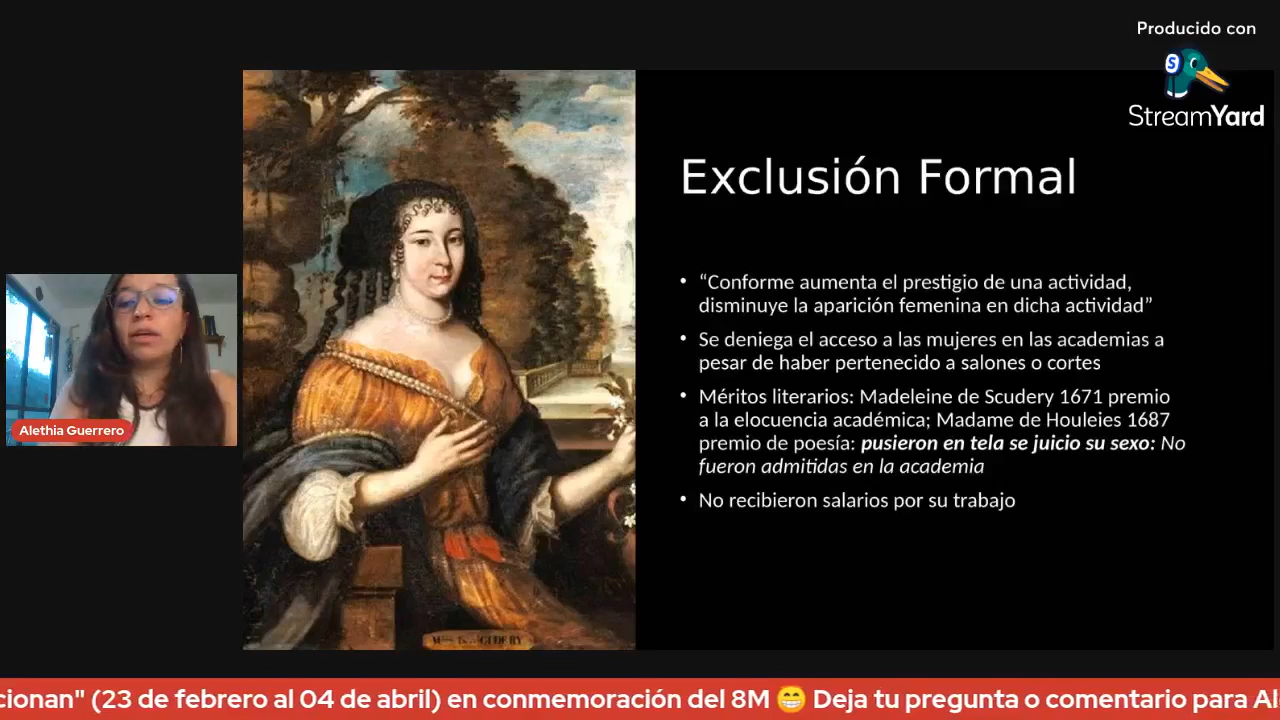 Producido con
StreamYard
Exclusión Formal
• “Conforme aumenta el prestigio de una actividad,
disminuye la aparición femenina en dicha actividad”
• Se deniega el acceso a las mujeres en las academias a
pesar de haber pertenecido a salones o cortes
• Méritos literarios: Madeleine de Scudery 1671 premio
a la elocuencia académica; Madame de Houleies 1687
premio de poesía: pusieron en tela se juicio su sexo: No
fueron admitidas en la academia
• No recibieron salarios por su trabajo
Alethia Guerrero
cionan" (23 de febrero al 04 de abril) en conmemoración del 8M 😁 Deja tu pregunta o comentario para Al